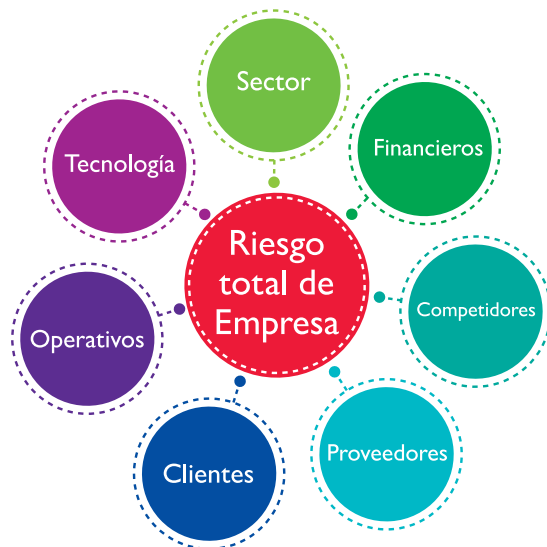 Sector
Financieros
Tecnología
Riesgo
total de
Empresa
Competidores
Operativos
Proveedores
Clientes